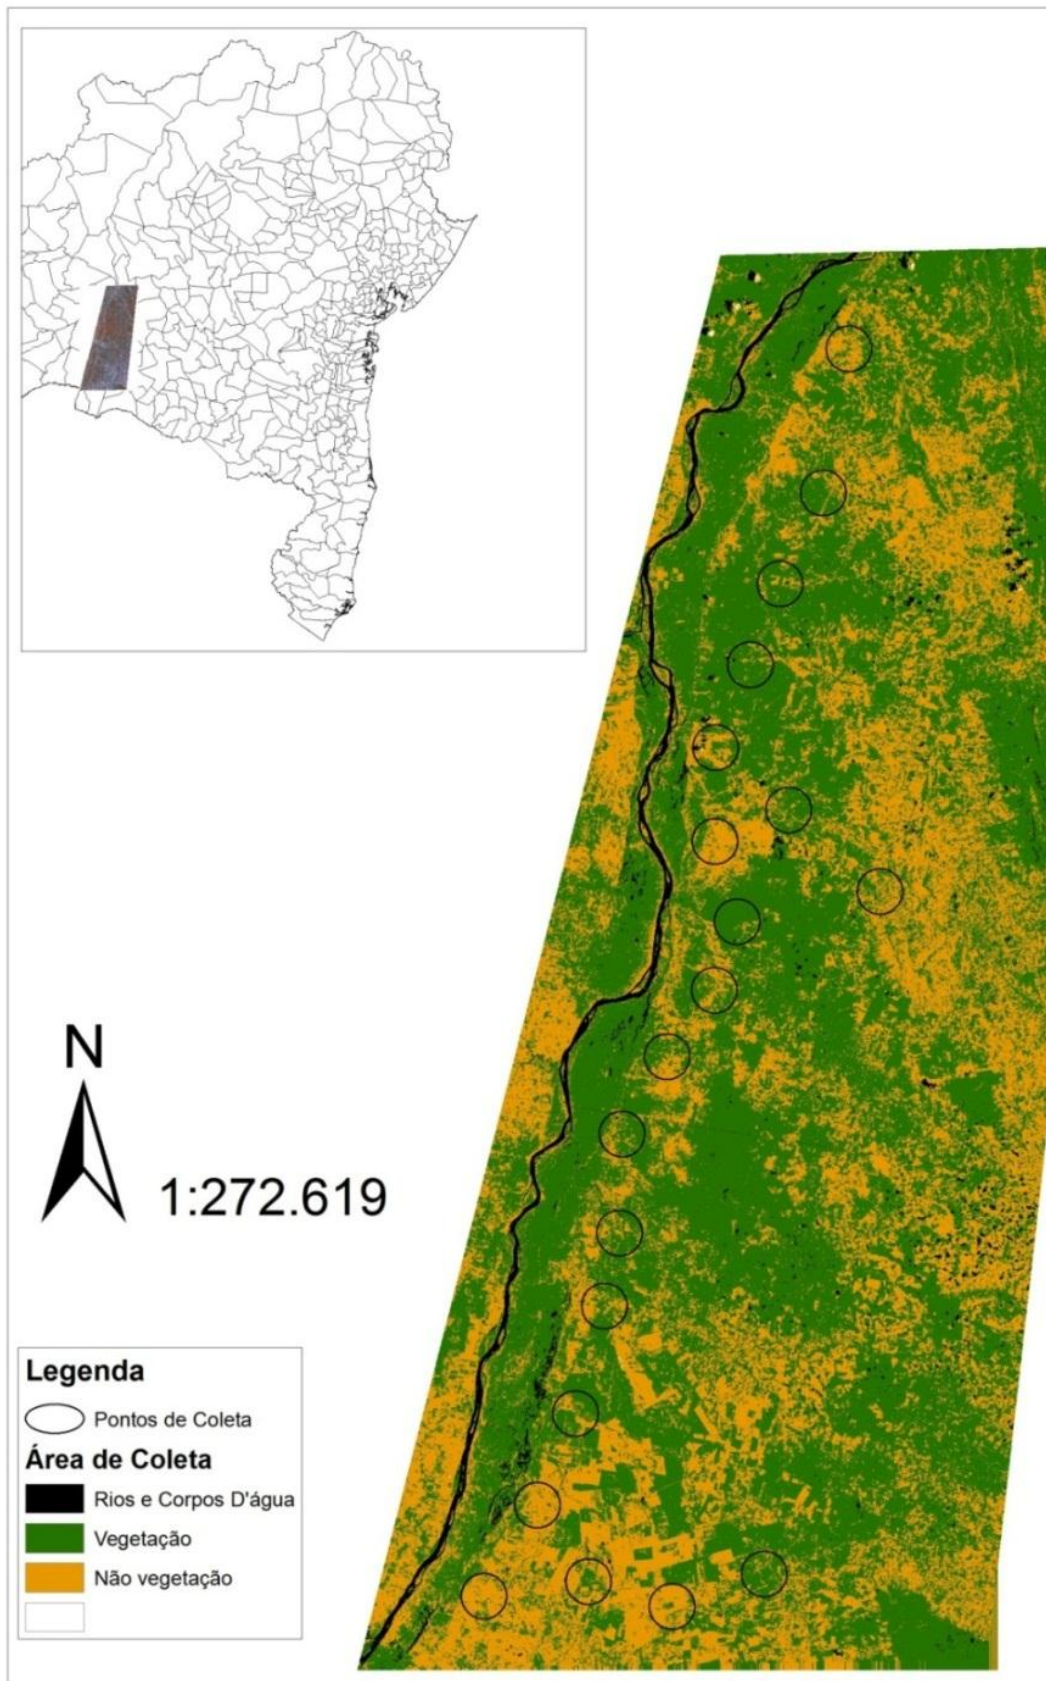 N
1:272.619
Legenda
Pontos de Coleta
Área de Coleta
Rios e Corpos D'água
Vegetação
Não vegetação